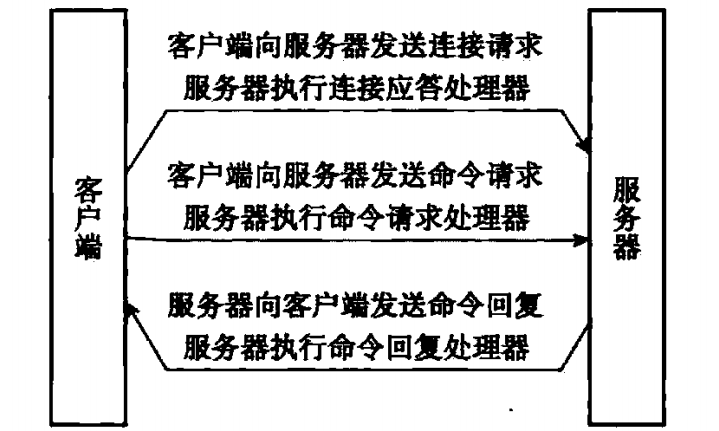 客户端向服务器发送连接请求
服务器执行连接应答处理器
客户端向服务器发送命令请求
服务器执行命令请求处理器
服务器向客户端发送命令回复
服务器执行命令回复处理器
客户端
服务器